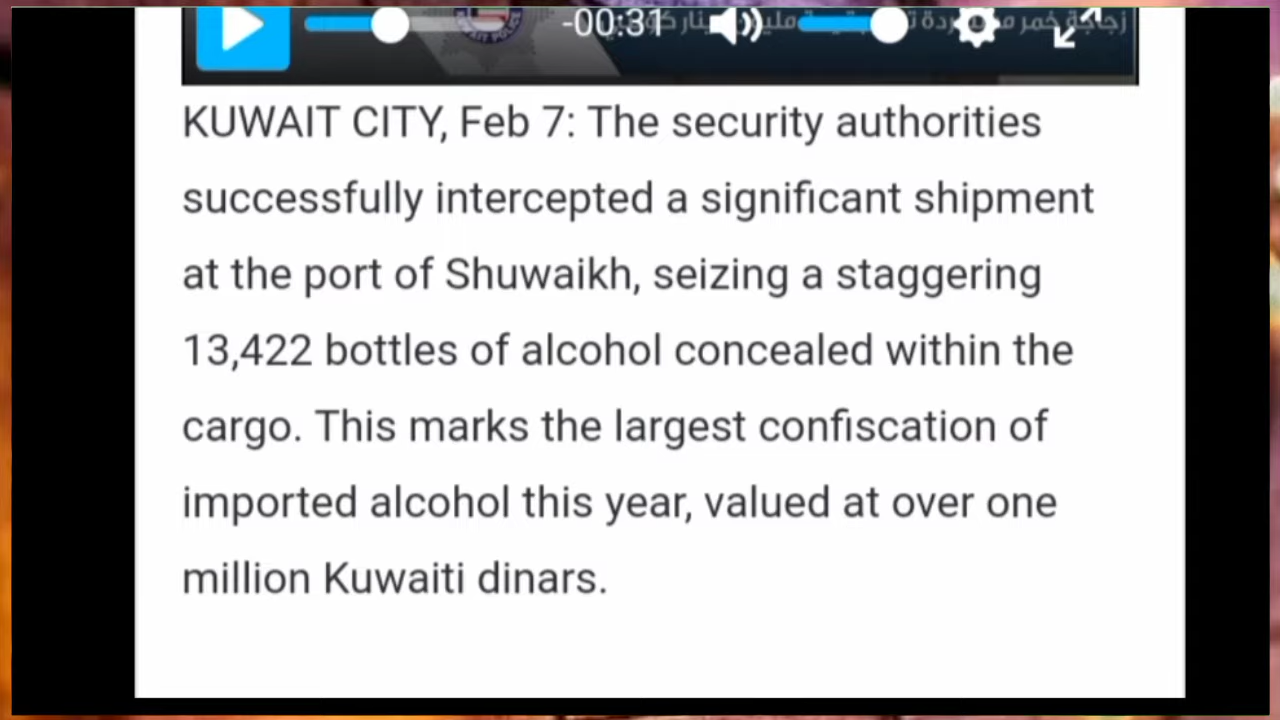 -00:31
KUWAIT CITY, Feb 7: The security authorities
successfully intercepted a significant shipment
at the port of Shuwaikh, seizing a staggering
13,422 bottles of alcohol concealed within the
cargo. This marks the largest confiscation of
imported alcohol this year, valued at over one
million Kuwaiti dinars.